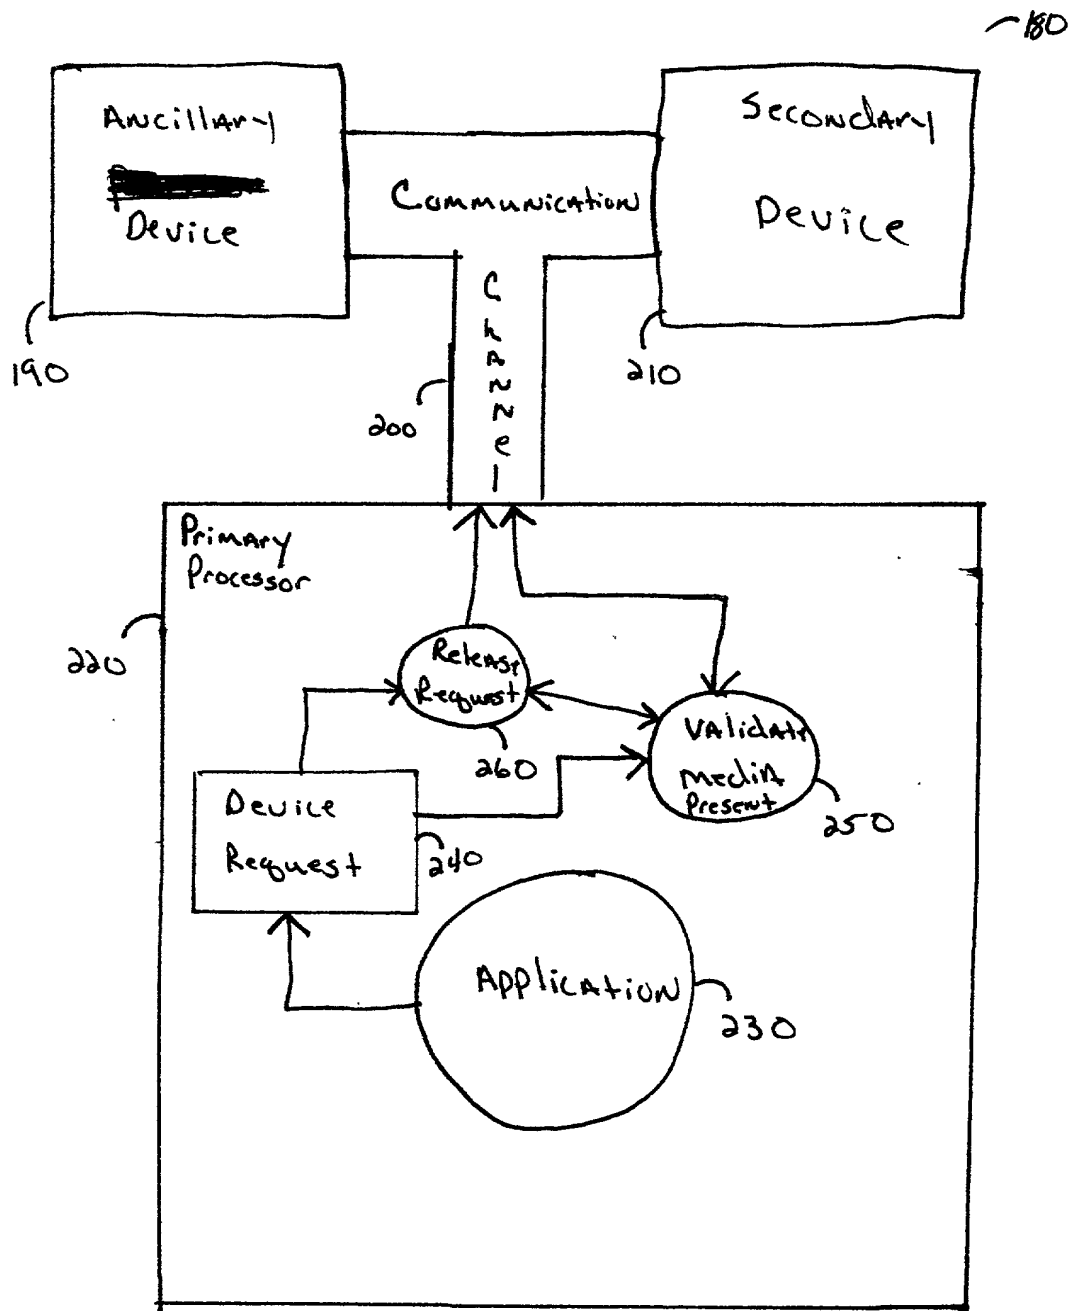 180
Ancillary
Device
190
Communication
Channel
200
Secondary
Device
210
Primary
Processor
220
Release
Request
260
Validate
Media
Present
250
Device
Request
240
Application
230